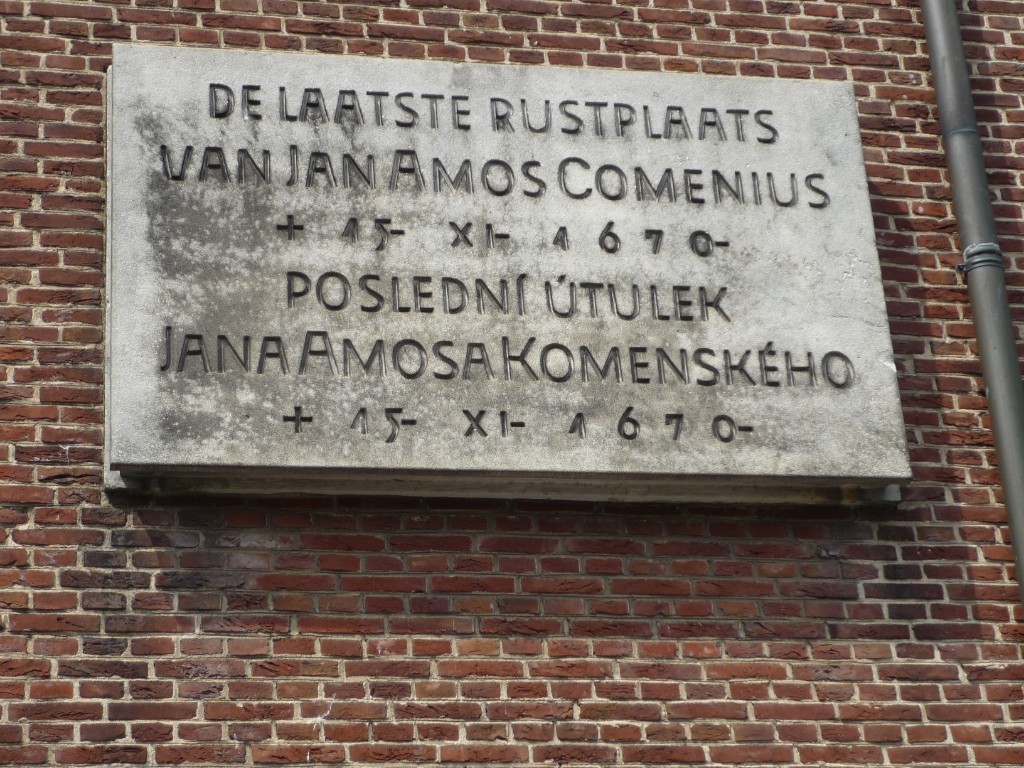 DE LAATSTE RUSTPLAATS
VAN JAN AMOS COMENIUS
+ 15- XI- 1670-
POSLEDNÍ ÚTULEK
JANA AMOSA KOMENSKÉHO
+ 15- XI- 1670-